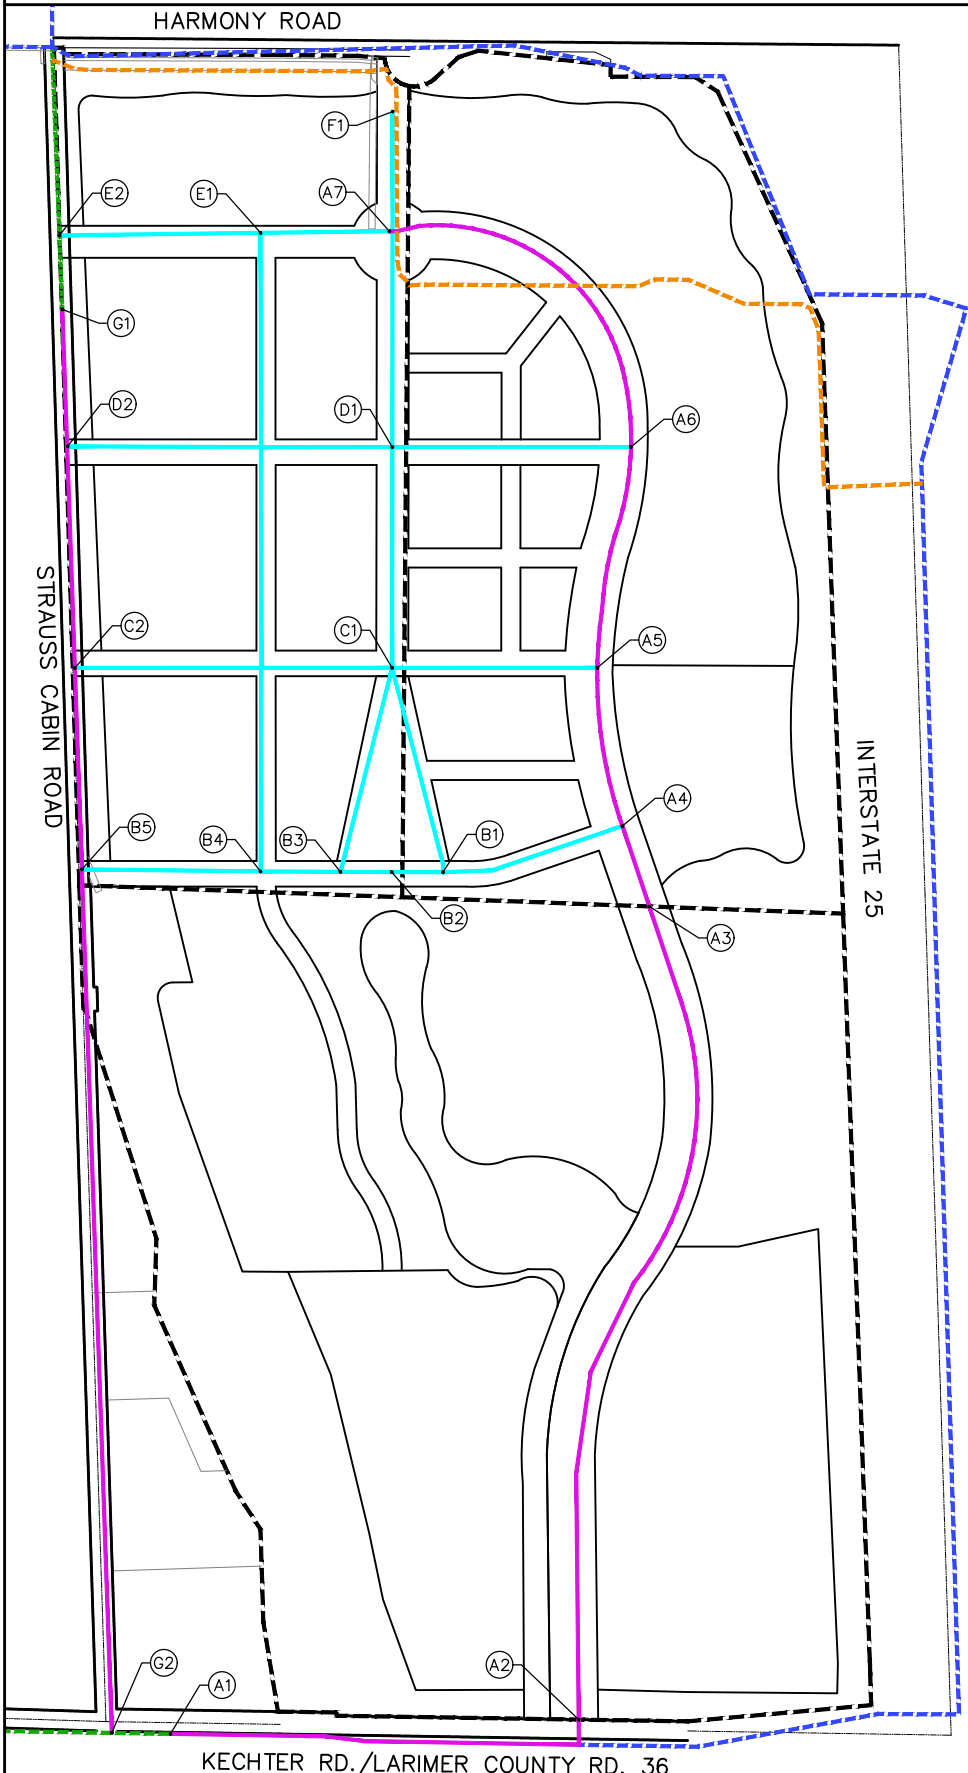 HARMONY ROAD
F1
E2
E1
A7
G1
D2
D1
A6
STRAUSS CABIN ROAD
C2
C1
A5
INTERSTATE 25
A4
B5
B4
B3
B1
B2
A3
G2
A1
A2
KECHTER RD./LARIMER COUNTY RD. 36